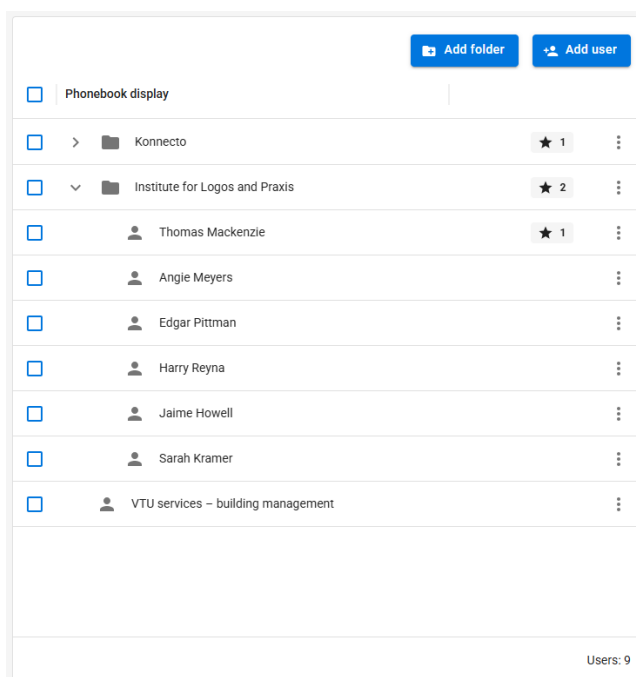 Add folder Add user
Phonebook display
Konnecto 1
Institute for Logos and Praxis 2
Thomas Mackenzie 1
Angie Meyers
Edgar Pittman
Harry Reyna
Jaime Howell
Sarah Kramer
VTU services – building management
Users: 9